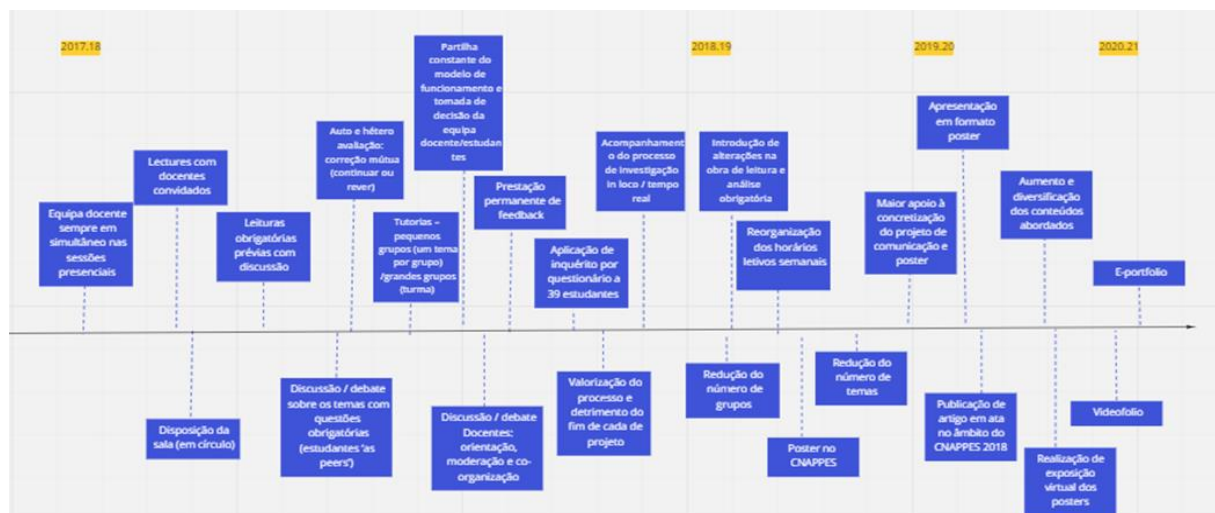 2017.18
2018.19
2019.20
2020.21
Equipa docente
sempre em
simultâneo nas
sessões
presenciais
Lectures com
docentes
convidados
Leituras
obrigatórias
prévias com
discussão
Auto e hétero
avaliação:
correção mútua
(continuar ou
rever)
Tutorias –
pequenos
grupos (um tema
por grupo)
/grandes grupos
(turma)
Partilha
constante do
modelo de
funcionamento e
tomada de
decisão da
equipa
docente/estudan
tes
Prestação
permanente de
feedback
Aplicação de
inquérito por
questionário a
39 estudantes
Acompanhament
o do processo
de investigação
in loco / tempo
real
Introdução de
alterações na
obra de leitura e
análise
obrigatória
Reorganização
dos horários
letivos semanais
Maior apoio à
concretização do
projeto de
comunicação e
poster
Apresentação
em formato
poster
Aumento e
diversificação
dos conteúdos
abordados
E-portfolio
Disposição da
sala (em círculo)
Discussão / debate
sobre os temas com
questões
obrigatórias
(estudantes 'as
peers')
Discussão / debate
Docentes:
orientação,
moderação e co-
organização
Valorização do
processo e
detrimento do
fim de cada de
projeto
Redução do
número de
grupos
Poster no
CNAPPES
Redução do
número de
temas
Publicação de
artigo em ata
no âmbito do
CNAPPES 2018
Realização de
exposição
virtual dos
posters
Videofolio